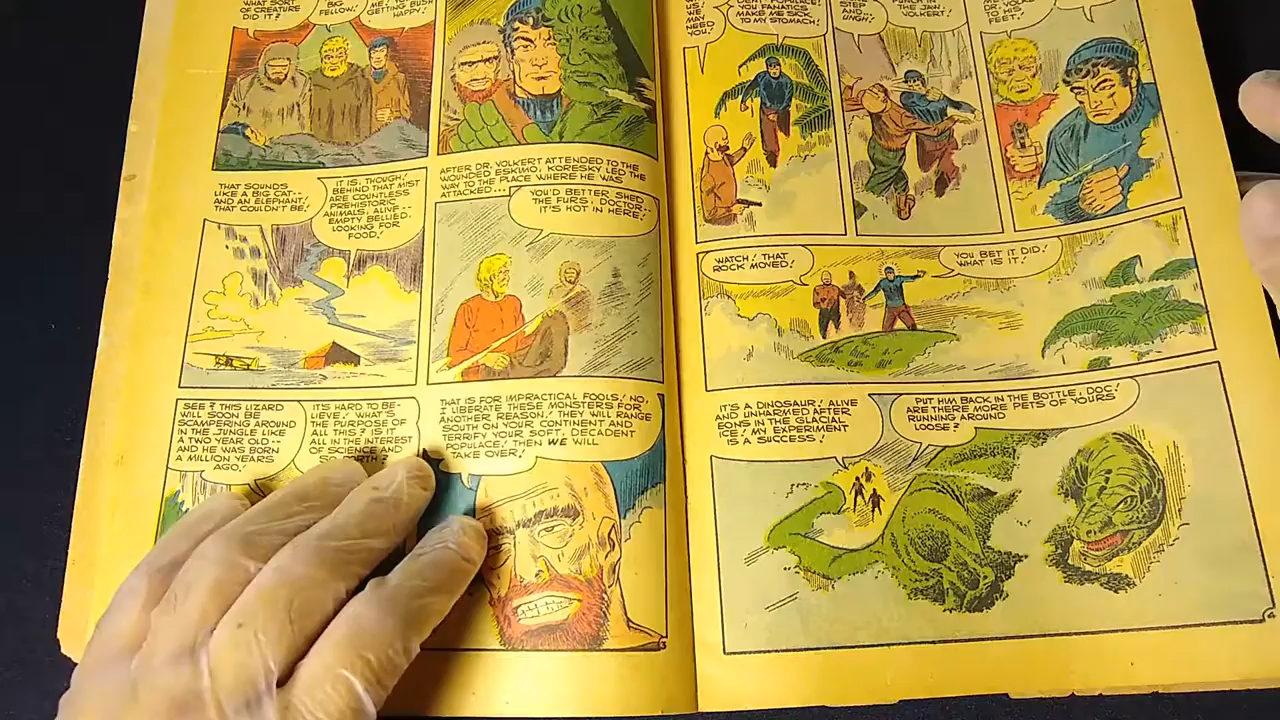 WHAT SORT
OF CREATURE
DID IT?
BIG
FELLOW!
ME!
GETTING BUSH
HAPPY!
THAT SOUNDS
LIKE A BIG CAT--
AND AN ELEPHANT!
THAT COULDN'T BE!
IT IS, THOUGH!
BEHIND THAT MIST
ARE COUNTLESS
PREHISTORIC
ANIMALS, ALIVE--
EMPTY BELLIED,
LOOKING FOR
FOOD!
AFTER DR. VOLKERT ATTENDED TO THE
WOUNDED ESKIMO, KORESKY LED THE
WAY TO THE PLACE WHERE HE WAS
ATTACKED...
YOU'D BETTER SHED
THE FURS, DOCTOR--
IT'S HOT IN HERE!
SEE? THIS LIZARD
WILL SOON BE
SCAMPERING AROUND
IN THE JUNGLE LIKE
A TWO YEAR OLD--
AND HE WAS BORN
A MILLION YEARS
AGO!
IT'S HARD TO BE-
LIEVE! WHAT'S
THE PURPOSE OF
ALL THIS? IS IT
ALL IN THE INTEREST
OF SCIENCE AND
SO FORTH?
THAT IS FOR IMPRACTICAL FOOLS! NO,
I LIBERATE THESE MONSTERS FOR
ANOTHER REASON! THEY WILL RANGE
SOUTH ON YOUR CONTINENT AND
TERRIFY YOUR SOFT, DECADENT
POPULACE! THEN WE WILL
TAKE OVER!
3
US!
WE
MAY
NEED
YOU!
POPULACE!
YOU FANATICS
MAKE ME SICK
TO MY STOMACH!
STEP
AND--
UNGH!
PUNCH IN
THE JAW,
VOLKERT!
HIS
FEET!
WATCH! THAT
ROCK MOVED!
YOU BET IT DID!
WHAT IS IT!
IT'S A DINOSAUR! ALIVE
AND UNHARMED AFTER
EONS IN THE GLACIAL
ICE! MY EXPERIMENT
IS A SUCCESS!
PUT HIM BACK IN THE BOTTLE, DOC!
ARE THERE MORE PETS OF YOURS
RUNNING AROUND
LOOSE?
4